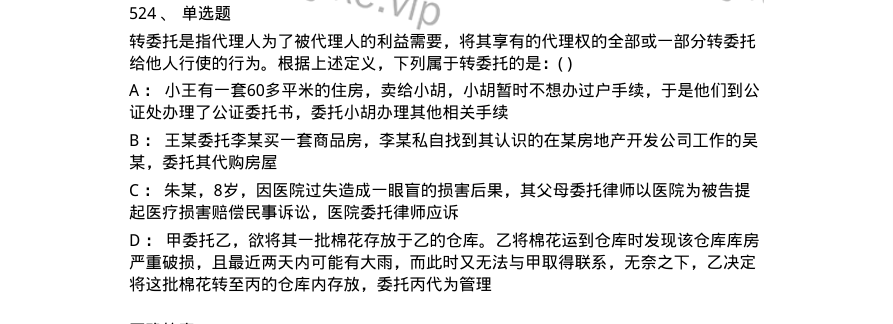 524 、 单选题
转委托是指代理人为了被代理人的利益需要，将其享有的代理权的全部或一部分转委托
给他人行使的行为。根据上述定义，下列属于转委托的是：( )
A ： 小王有一套60多平米的住房，卖给小胡，小胡暂时不想办过户手续，于是他们到公
证处办理了公证委托书，委托小胡办理其他相关手续
B ： 王某委托李某买一套商品房，李某私自找到其认识的在某房地产开发公司工作的吴
某，委托其代购房屋
C ： 朱某，8岁，因医院过失造成一眼盲的损害后果，其父母委托律师以医院为被告提
起医疗损害赔偿民事诉讼，医院委托律师应诉
D ： 甲委托乙，欲将其一批棉花存放于乙的仓库。乙将棉花运到仓库时发现该仓库库房
严重破损，且最近两天内可能有大雨，而此时又无法与甲取得联系，无奈之下，乙决定
将这批棉花转至丙的仓库内存放，委托丙代为管理